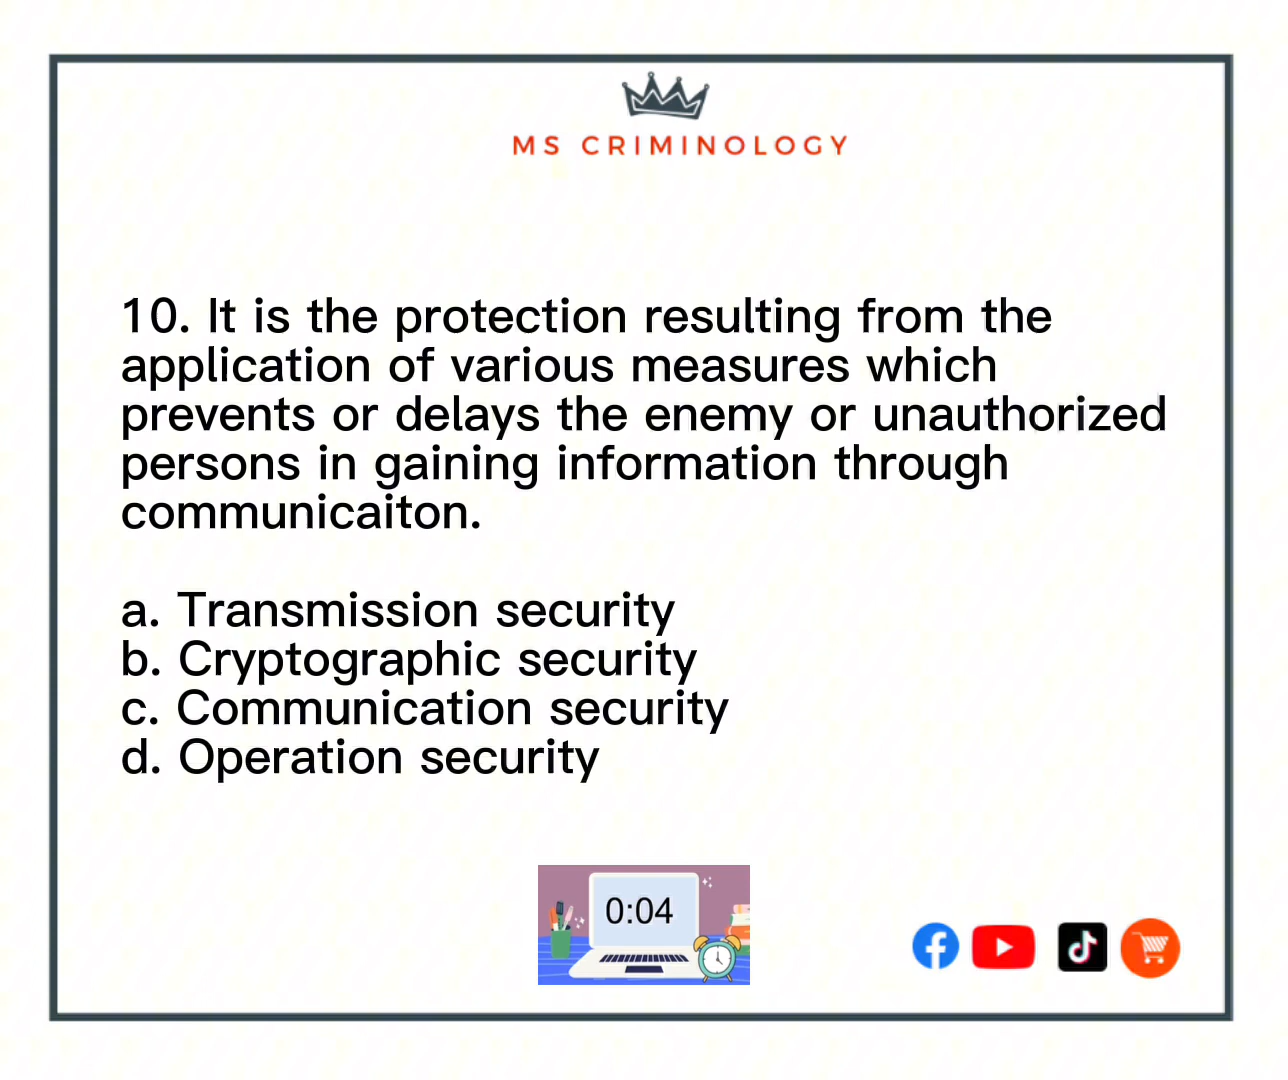 MS CRIMINOLOGY
10. It is the protection resulting from the
application of various measures which
prevents or delays the enemy or unauthorized
persons in gaining information through
communicaiton.
a. Transmission security
b. Cryptographic security
c. Communication security
d. Operation security
0:04